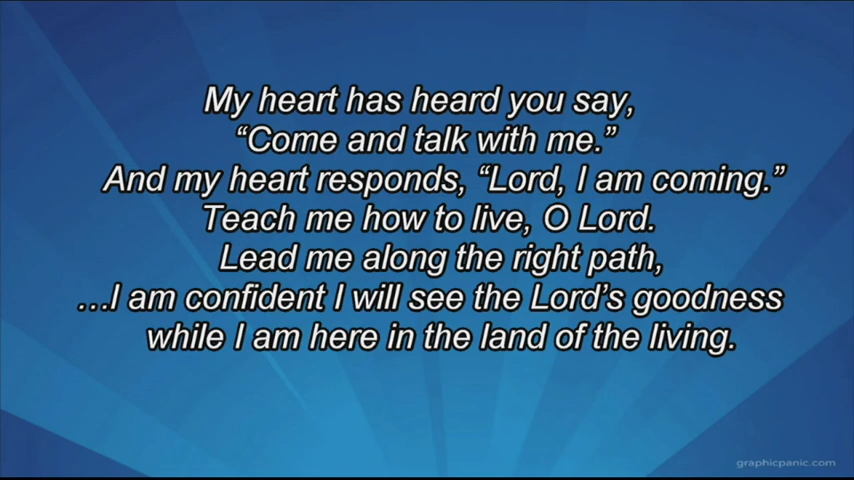 My heart has heard you say,
“Come and talk with me.”
And my heart responds, “Lord, I am coming.”
Teach me how to live, O Lord.
Lead me along the right path,
…I am confident I will see the Lord’s goodness
while I am here in the land of the living.
graphicpanic.com